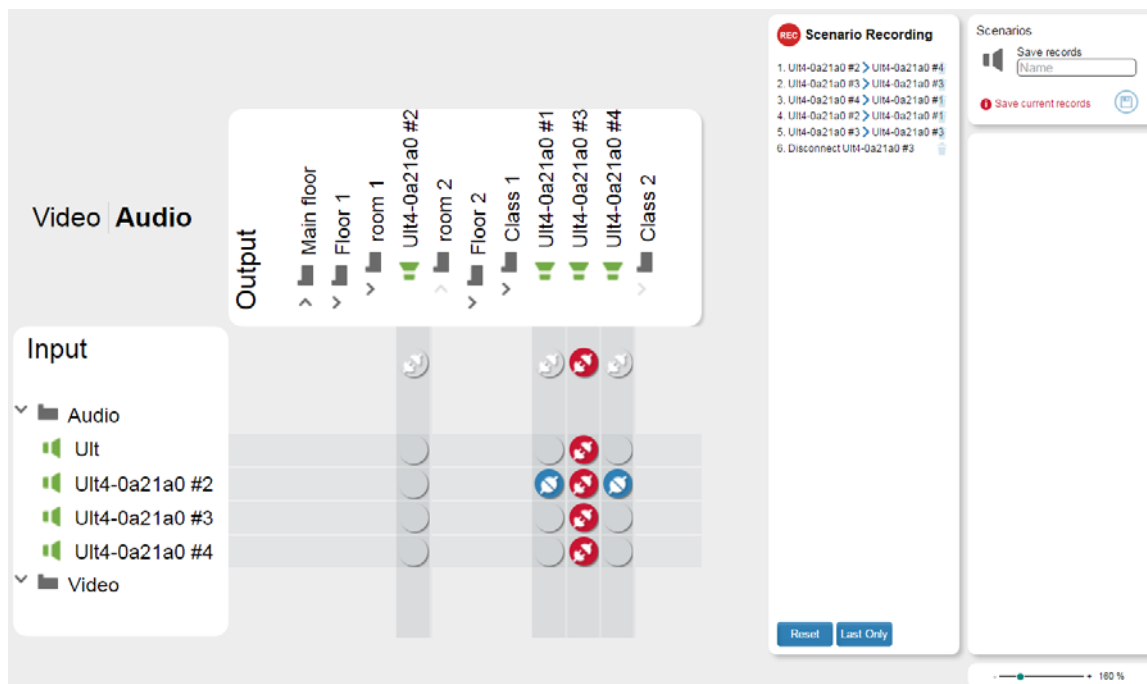 Video Audio
Output
Main floor
Floor 1
room 1
Ult4-0a21a0 #2
room 2
Floor 2
Class 1
Ult4-0a21a0 #1
Ult4-0a21a0 #3
Ult4-0a21a0 #4
Class 2
Input
Audio
Ult
Ult4-0a21a0 #2
Ult4-0a21a0 #3
Ult4-0a21a0 #4
Video
REC Scenario Recording
1. Ult4-0a21a0 #2 > Ult4-0a21a0 #4
2. Ult4-0a21a0 #3 > Ult4-0a21a0 #3
3. Ult4-0a21a0 #4 > Ult4-0a21a0 #1
4. Ult4-0a21a0 #2 > Ult4-0a21a0 #1
5. Ult4-0a21a0 #3 > Ult4-0a21a0 #3
6. Disconnect Ult4-0a21a0 #3
Reset Last Only
Scenarios
Save records
Name
Save current records
- + 160 %